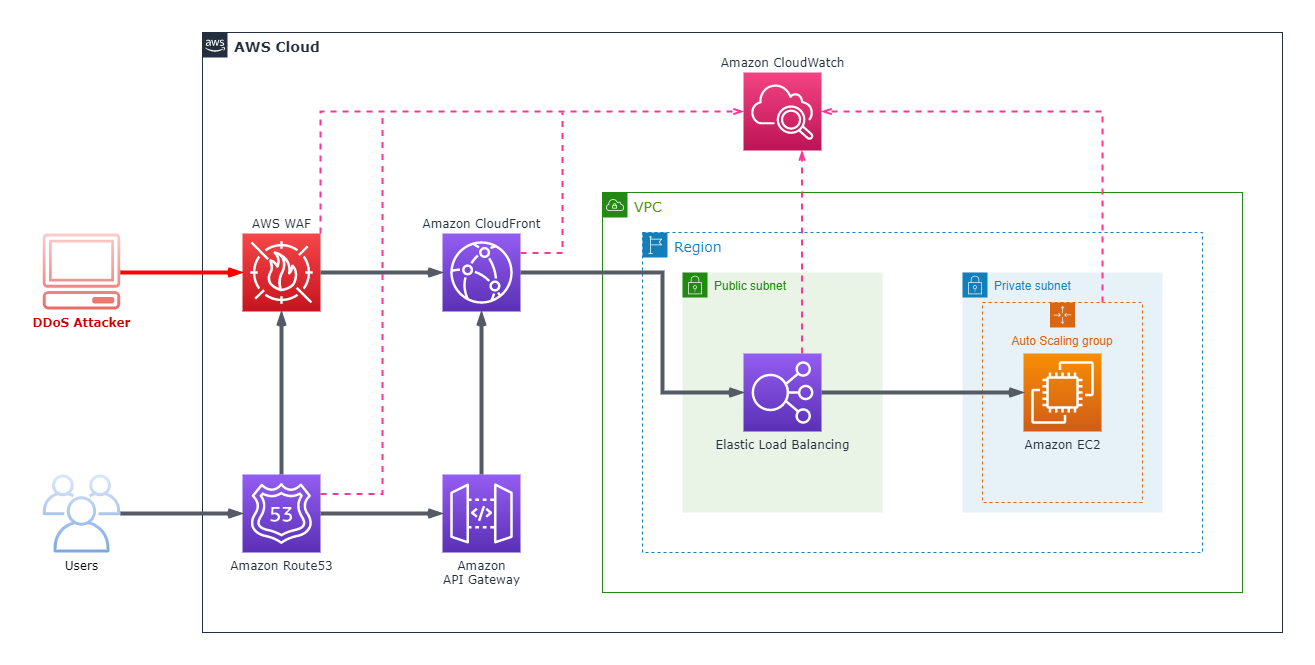 aws
AWS Cloud
Amazon CloudWatch
VPC
AWS WAF
Amazon CloudFront
Region
Public subnet
Private subnet
DDoS Attacker
Auto Scaling group
Elastic Load Balancing
Amazon EC2
53
</>
Users
Amazon Route53
Amazon
API Gateway